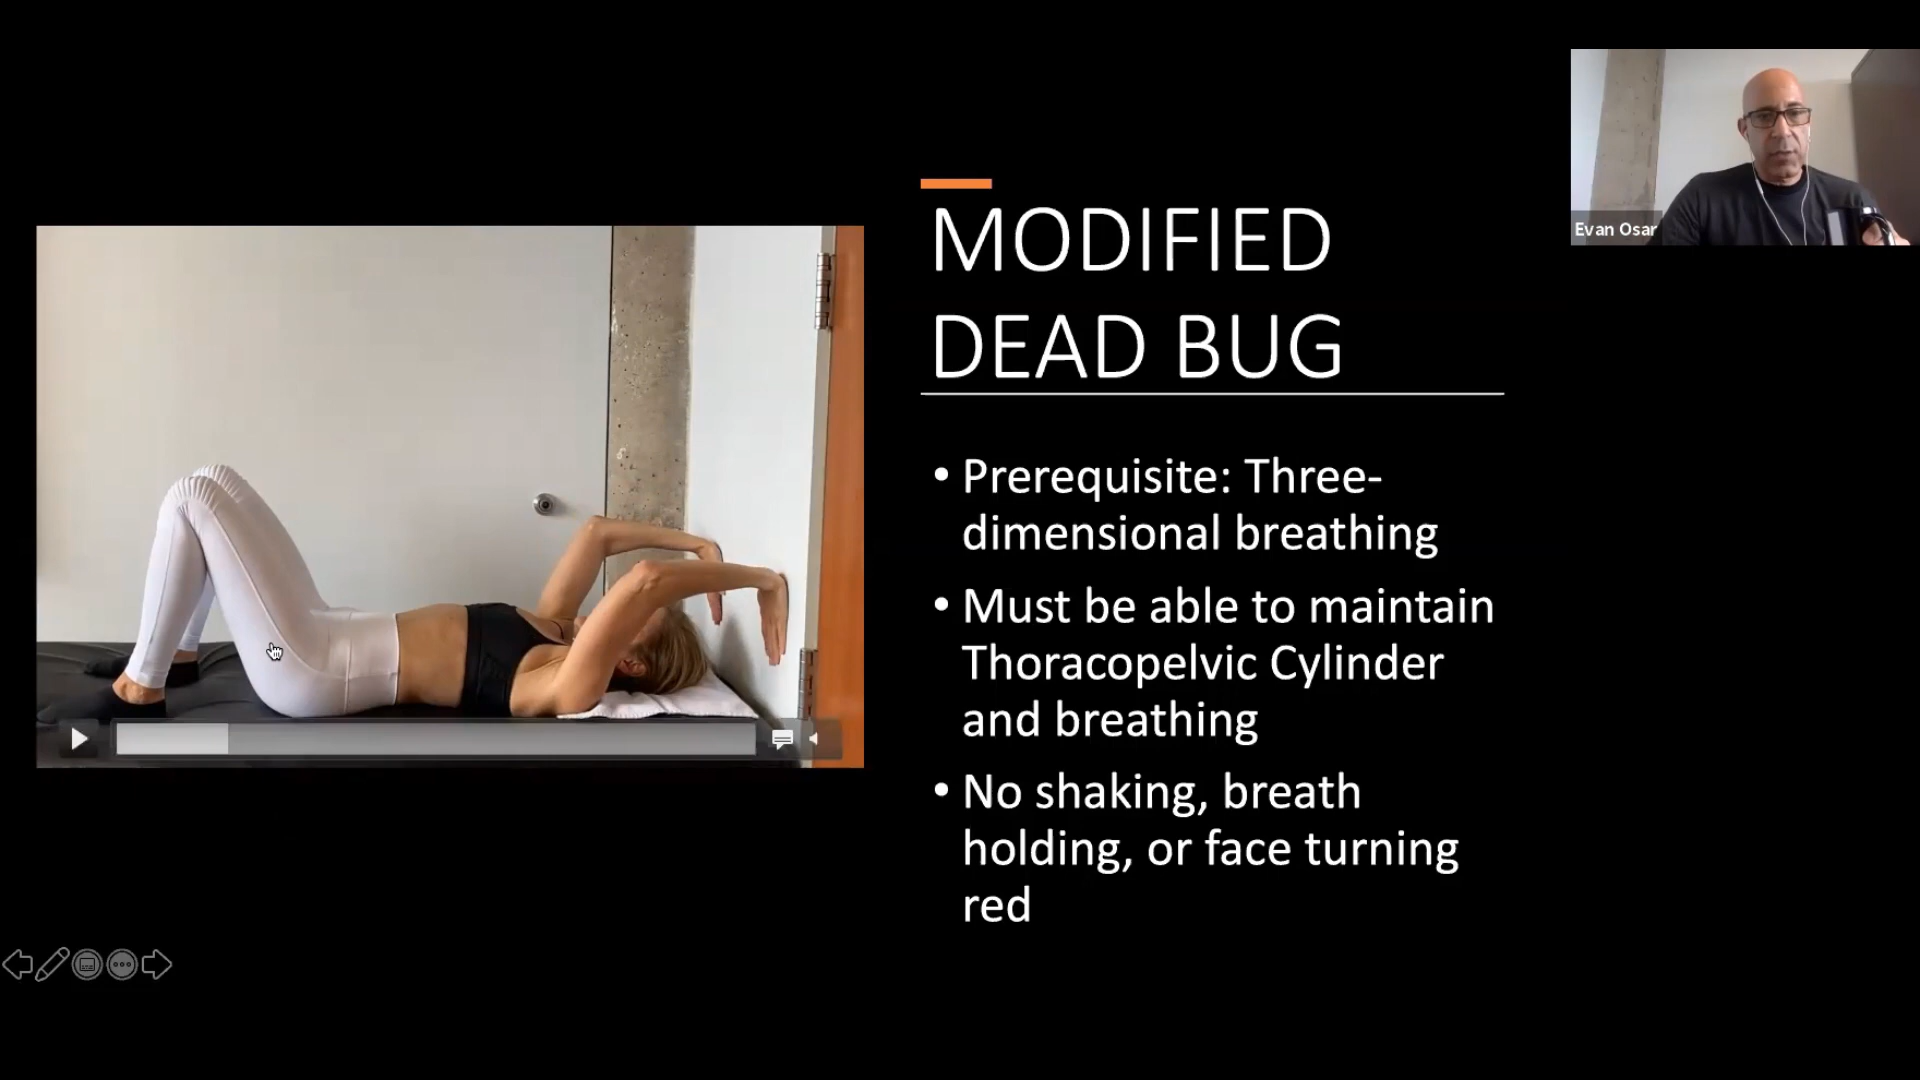 Evan Osar
MODIFIED
DEAD BUG
• Prerequisite: Three-
dimensional breathing
• Must be able to maintain
Thoracopelvic Cylinder
and breathing
• No shaking, breath
holding, or face turning
red